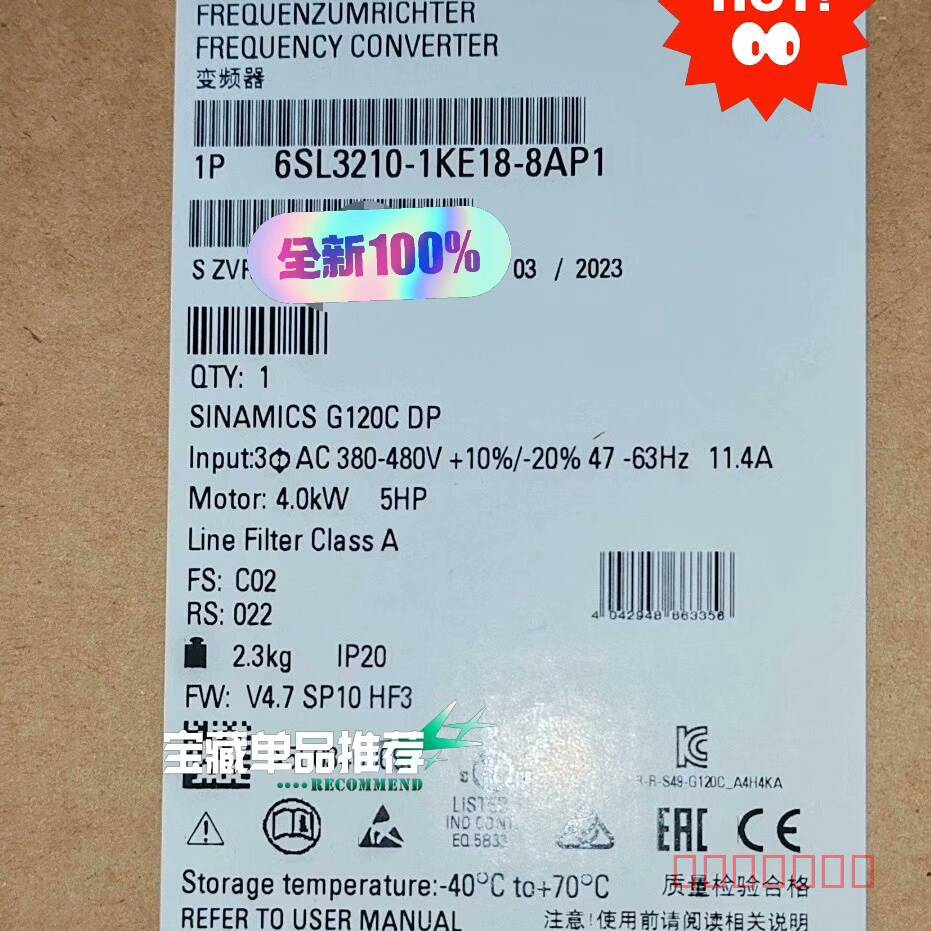 HOT!
FREQUENZUMRICHTER
FREQUENCY CONVERTER
变频器
1P 6SL3210-1KE18-8AP1
全新100%
S ZVF 03 / 2023
QTY: 1
SINAMICS G120C DP
Input:3Φ AC 380-480V +10%/-20% 47 -63Hz 11.4A
Motor: 4.0kW 5HP
Line Filter Class A
FS: C02
RS: 022
4 042948 663356
2.3kg IP20
FW: V4.7 SP10 HF3
宝藏单品推荐
RECOMMEND
R-S49-G120C_A4H4KA
LISTED
IND CONT
EQ 5833
EAC CE
Storage temperature:-40°C to+70°C 质量检验合格
REFER TO USER MANUAL 注意!使用前请阅读相关说明